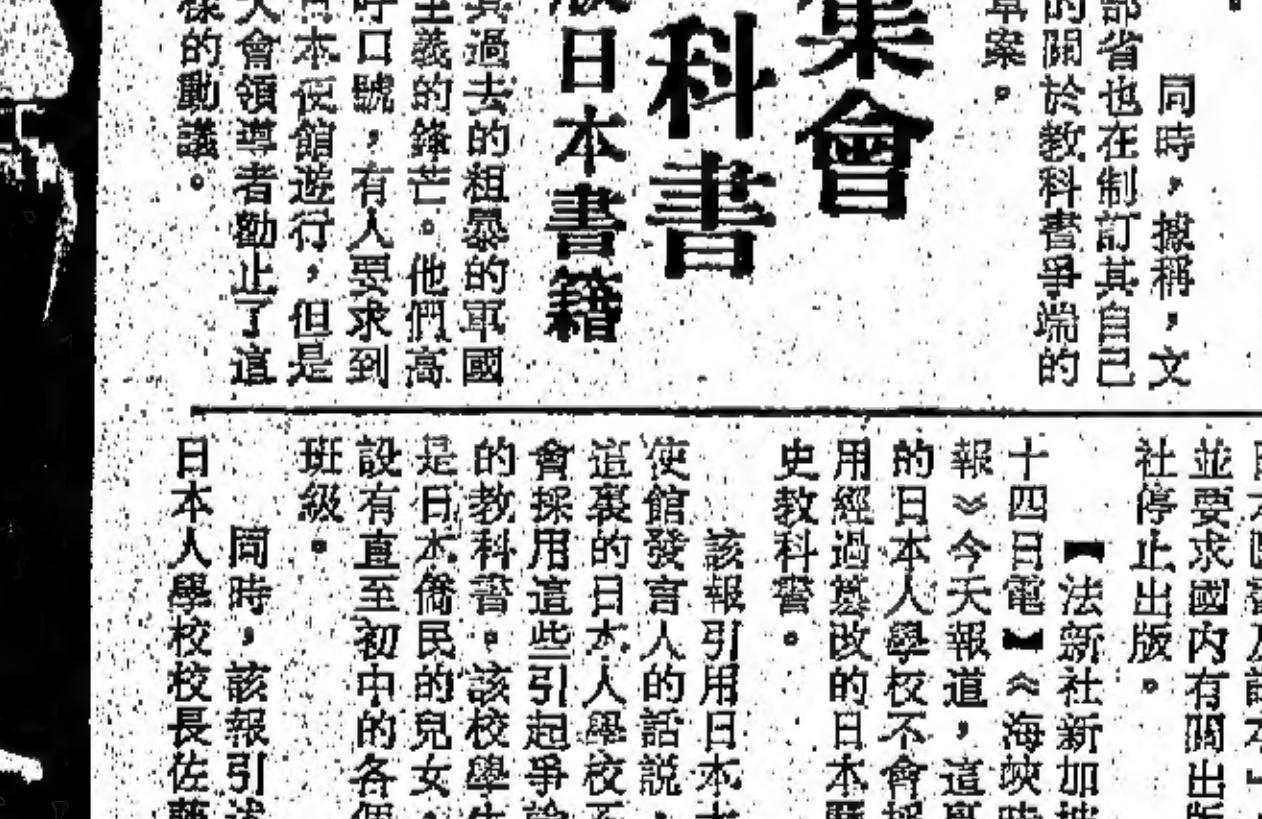 同時，據稱，文
部省也在制訂其自己
的關於教科書爭端的
草案。
集會
科書
版日本書籍
其過去的粗暴的軍國
主義的鋒芒。他們高
呼口號，有人要求到
日本使館遊行，但是
大會領導者勸止了這
樣的動議。
並要求國內有關出版
社停止出版。
【法新社新加坡
十四日電】《海峽時
報》今天報道，這裏
的日本人學校不會採
用經過篡改的日本歷
史教科書。
該報引用日本大
使館發言人的話說，
這裏的日本人學校不
會採用這些引起爭論
的教科書。該校學生
是日本僑民的兒女，
設有直至初中的各個
班級。
同時，該報引述
日本人學校校長佐藤